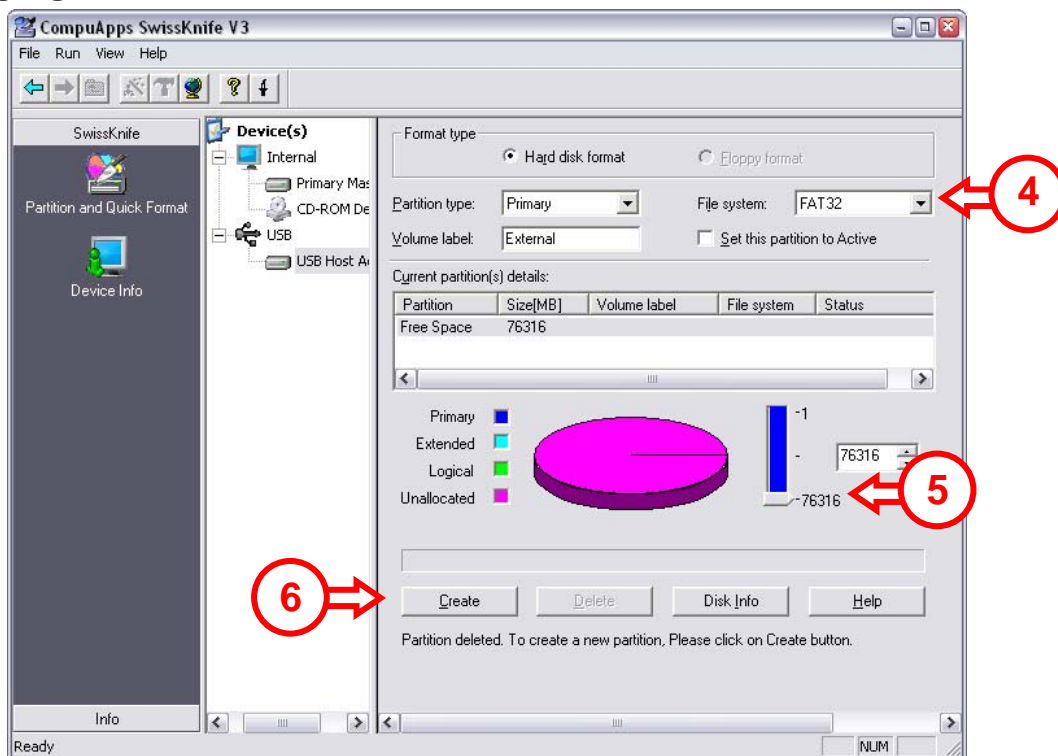 CompuApps SwissKnife V3
File Run View Help
SwissKnife
Partition and Quick Format
Device Info
Info
Device(s)
Internal
Primary Mas
CD-ROM De
USB
USB Host A
Format type
Hard disk format
Floppy format
Partition type: Primary
File system: FAT32
4
Volume label: External
Set this partition to Active
Current partition(s) details:
Partition Size[MB] Volume label File system Status
Free Space 76316
Primary
Extended
Logical
Unallocated
-1
-
76316
-76316
5
6
Create Delete Disk Info Help
Partition deleted. To create a new partition, Please click on Create button.
Ready
NUM